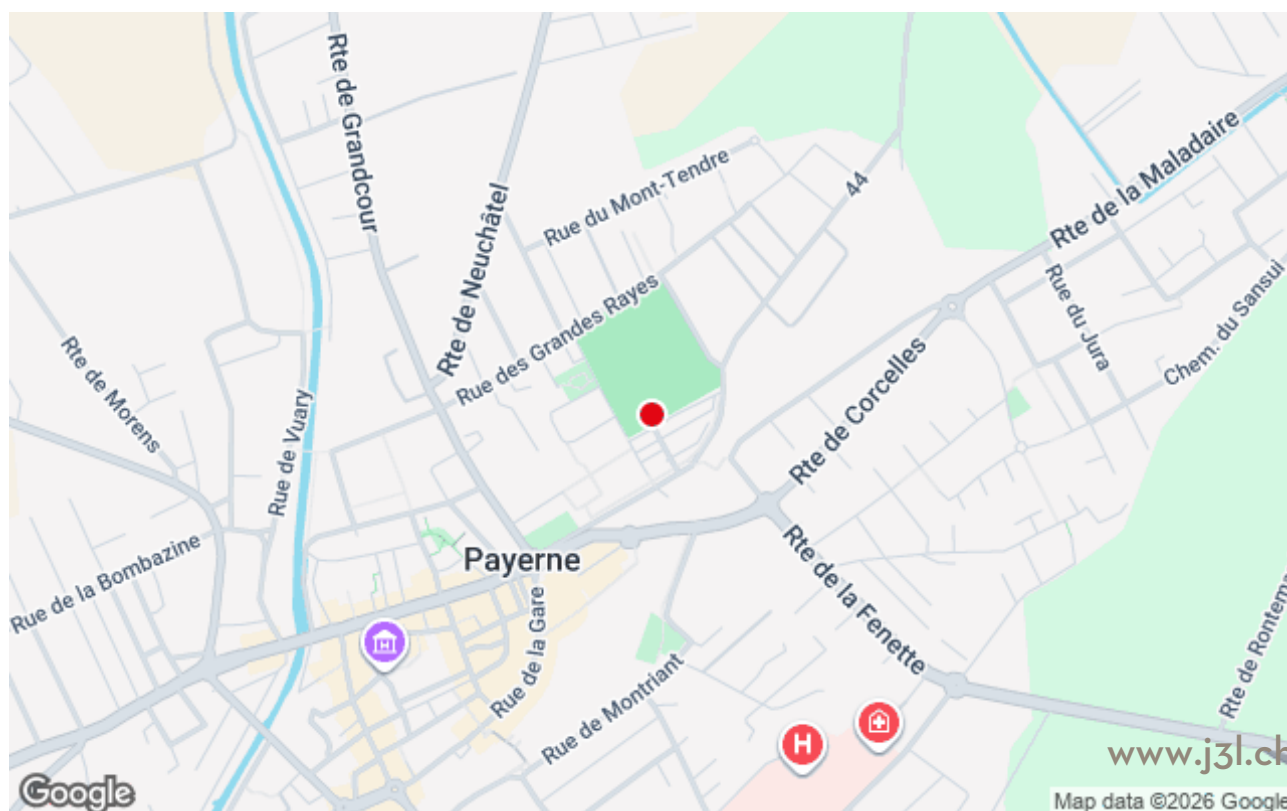 Rte de Grandcour
Rte de Neuchâtel
Rue du Mont-Tendre
44
Rte de la Maladaire
Rue du Jura
Chem. du Sansui
Rue des Grandes Rayes
Rte de Morens
Rue de Vuary
Rte de Corcelles
Rue de la Bombazine
Payerne
Rte de la Fenette
Rue de la Gare
Rue de Montriant
Rte de Rontema
H
www.j3l.ch
Google
Map data ©2026 Google